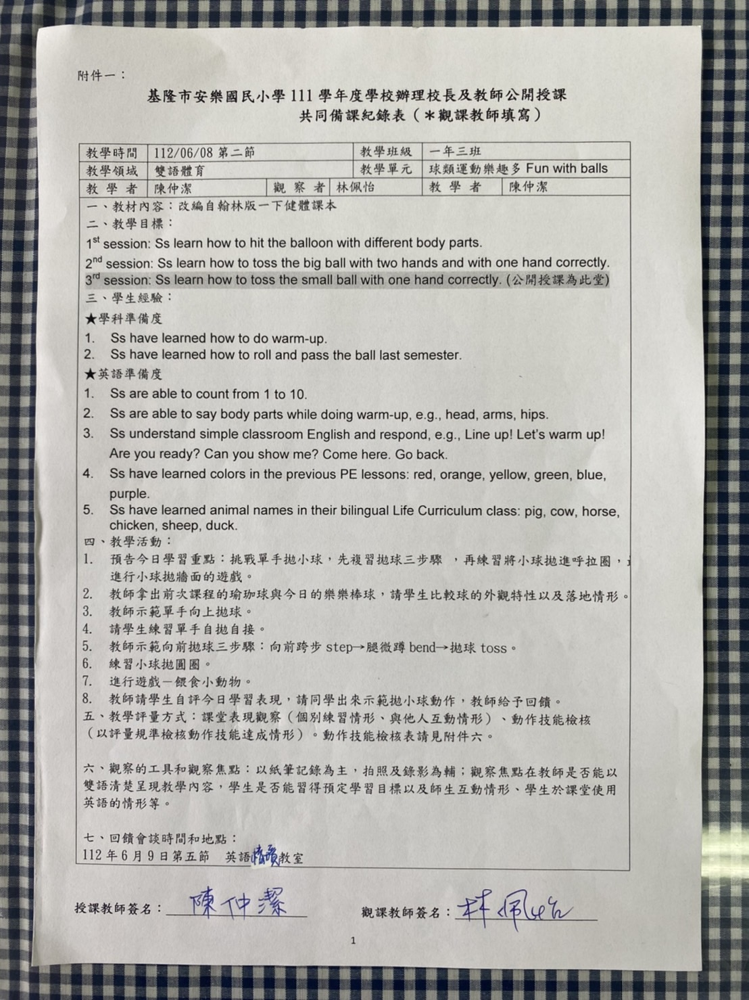 附件一：
基隆市安樂國民小學 111 學年度學校辦理校長及教師公開授課
共同備課紀錄表（＊觀課教師填寫）
教學時間 112/06/08 第二節 教學班級 一年三班
教學領域 雙語體育 教學單元 球類運動樂趣多 Fun with balls
教 學 者 陳仲潔 觀 察 者 林佩怡 教 學 者 陳仲潔
一、教材內容：改編自翰林版一下健體課本
二、教學目標：
1st session: Ss learn how to hit the balloon with different body parts.
2nd session: Ss learn how to toss the big ball with two hands and with one hand correctly.
3rd session: Ss learn how to toss the small ball with one hand correctly. (公開授課為此堂)
三、學生經驗：
★學科準備度
1. Ss have learned how to do warm-up.
2. Ss have learned how to roll and pass the ball last semester.
★英語準備度
1. Ss are able to count from 1 to 10.
2. Ss are able to say body parts while doing warm-up, e.g., head, arms, hips.
3. Ss understand simple classroom English and respond, e.g., Line up! Let's warm up!
Are you ready? Can you show me? Come here. Go back.
4. Ss have learned colors in the previous PE lessons: red, orange, yellow, green, blue,
purple.
5. Ss have learned animal names in their bilingual Life Curriculum class: pig, cow, horse,
chicken, sheep, duck.
四、教學活動：
1. 預告今日學習重點：挑戰單手拋小球，先複習拋球三步驟 ，再練習將小球拋進呼拉圈，
進行小球拋牆面的遊戲。
2. 教師拿出前次課程的瑜珈球與今日的樂樂棒球，請學生比較球的外觀特性以及落地情形。
3. 教師示範單手向上拋球。
4. 請學生練習單手自拋自接。
5. 教師示範向前拋球三步驟：向前跨步 step→腿微蹲 bend→拋球 toss。
6. 練習小球拋圓圈。
7. 進行遊戲－餵食小動物。
8. 教師請學生自評今日學習表現，請同學出來示範拋小球動作，教師給予回饋。
五、教學評量方式：課堂表現觀察（個別練習情形、與他人互動情形）、動作技能檢核
（以評量規準檢核動作技能達成情形）。動作技能檢核表請見附件六。
六、觀察的工具和觀察焦點：以紙筆記錄為主，拍照及錄影為輔；觀察焦點在教師是否能以
雙語清楚呈現教學內容，學生是否能習得預定學習目標以及師生互動情形、學生於課堂使用
英語的情形等。
七、回饋會談時間和地點：
112 年 6 月 9 日第五節 英語 教室
授課教師簽名：陳仲潔 觀課教師簽名：林佩怡
1